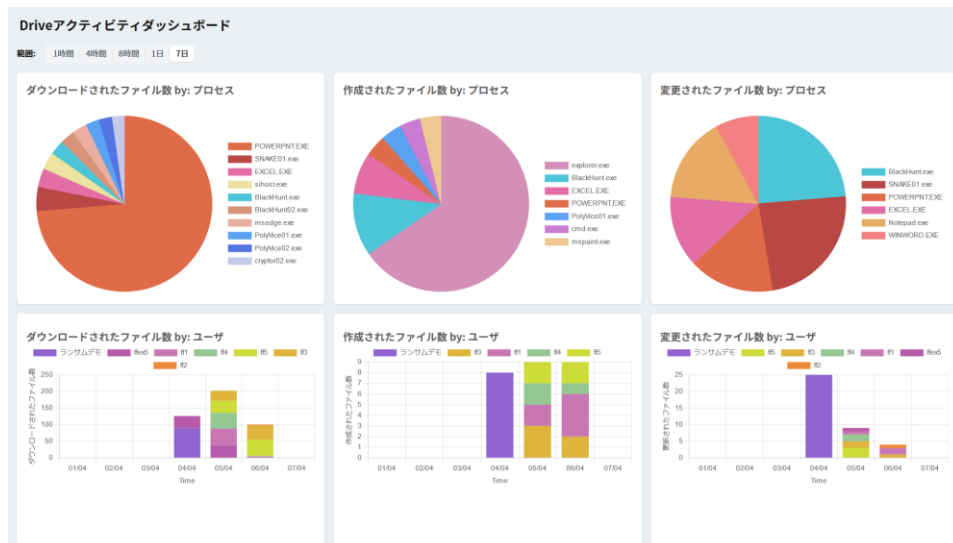 Driveアクティビティダッシュボード
範囲: 1時間 4時間 8時間 1日 7日
ダウンロードされたファイル数 by: プロセス
POWERPNT.EXE
SNAKE01.exe
EXCEL.EXE
sihost.exe
BlackHunt.exe
BlackHunt02.exe
msedge.exe
PolyVice01.exe
PolyVice02.exe
cryptor02.exe
作成されたファイル数 by: プロセス
explorer.exe
BlackHunt.exe
EXCEL.EXE
POWERPNT.EXE
PolyVice01.exe
cmd.exe
mspaint.exe
変更されたファイル数 by: プロセス
BlackHunt.exe
SNAKE01.exe
POWERPNT.EXE
EXCEL.EXE
Notepad.exe
WINWORD.EXE
ダウンロードされたファイル数 by: ユーザ
ランサムデモ ffex5 ff1 ff4 ff5 ff3
ff2
ダウンロードされたファイル数
250
200
150
100
50
0
01/04 02/04 03/04 04/04 05/04 06/04 07/04
Time
作成されたファイル数 by: ユーザ
ランサムデモ ff3 ff1 ff4 ff5
作成されたファイル数
9
8
7
6
5
4
3
2
1
0
01/04 02/04 03/04 04/04 05/04 06/04 07/04
Time
変更されたファイル数 by: ユーザ
ランサムデモ ff5 ff3 ff4 ff1 ffex5
ff2
更新されたファイル数
25
20
15
10
5
0
01/04 02/04 03/04 04/04 05/04 06/04 07/04
Time